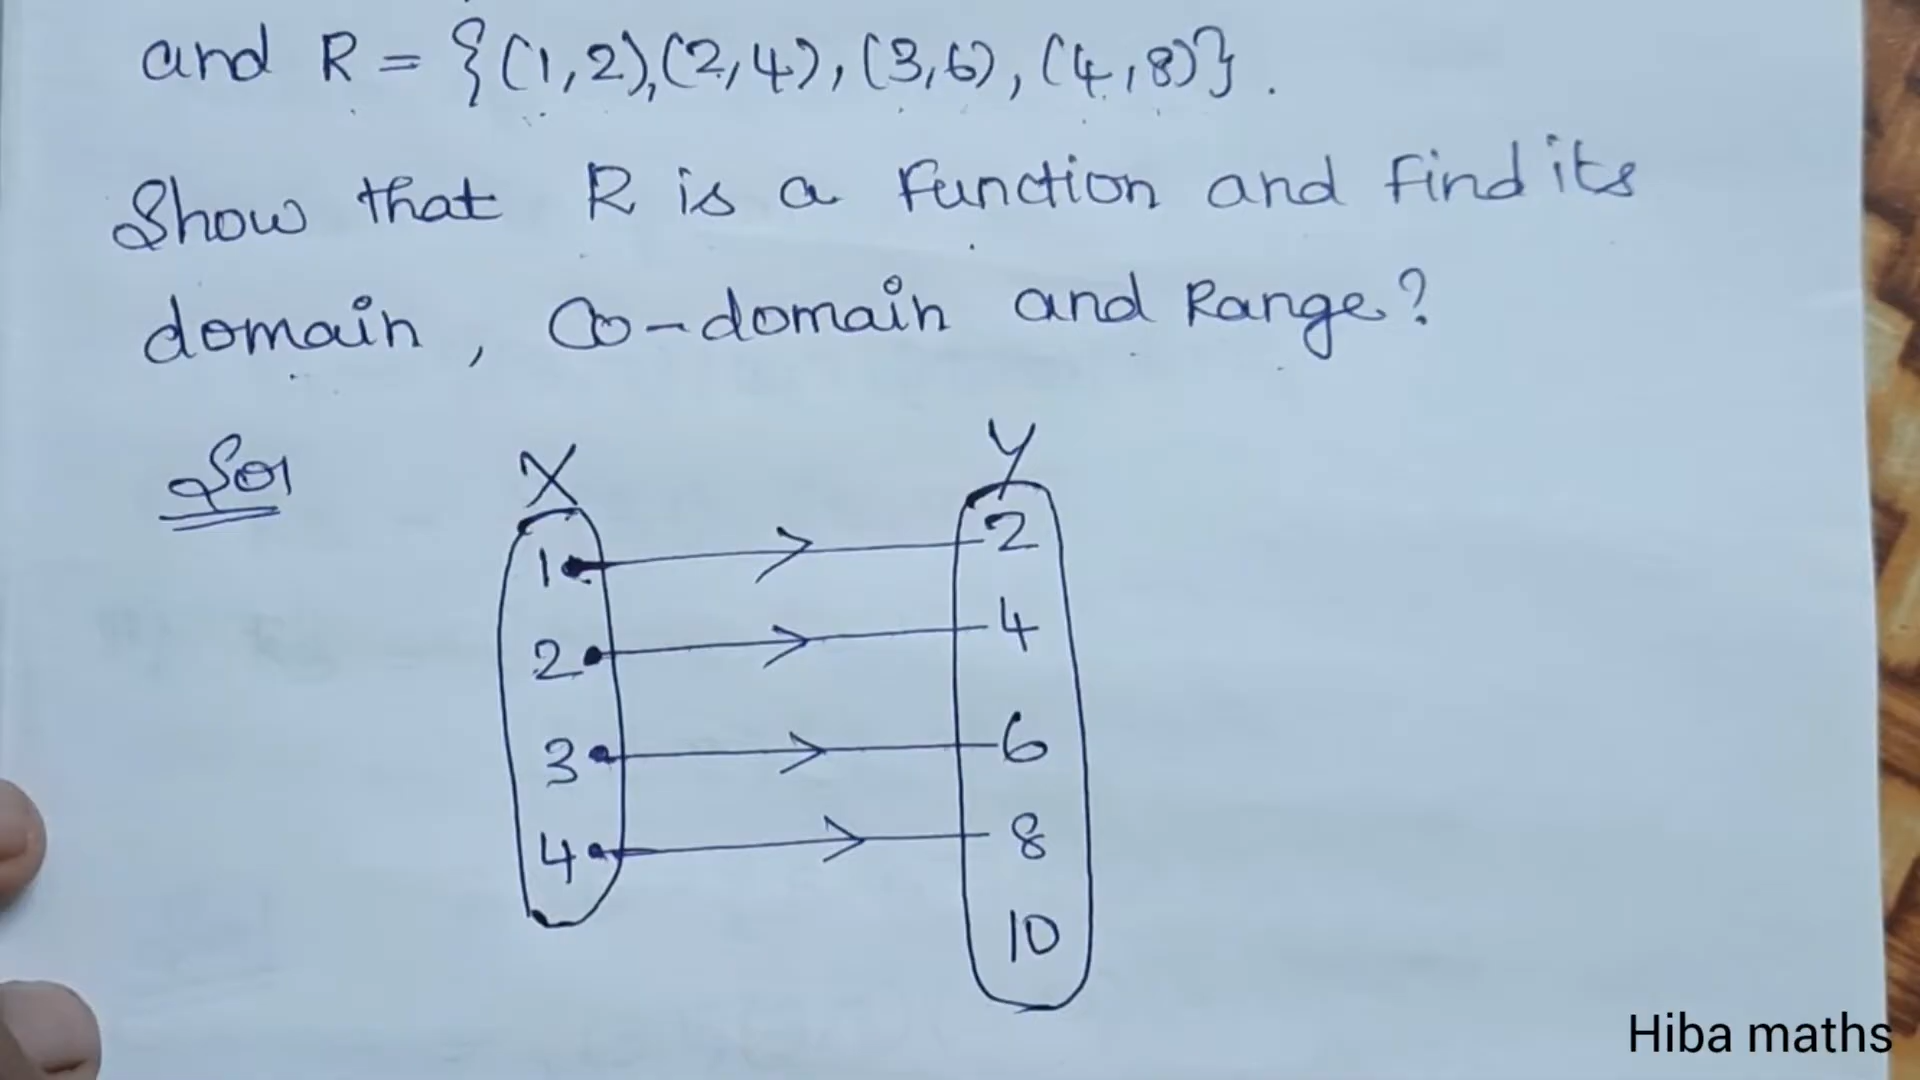 and R = {(1,2),(2,4),(3,6),(4,8)}.
Show that R is a Function and Find its
domain, Co-domain and Range?
Sol
X
Y
1
2
2
4
3
6
4
8
10
Hiba maths